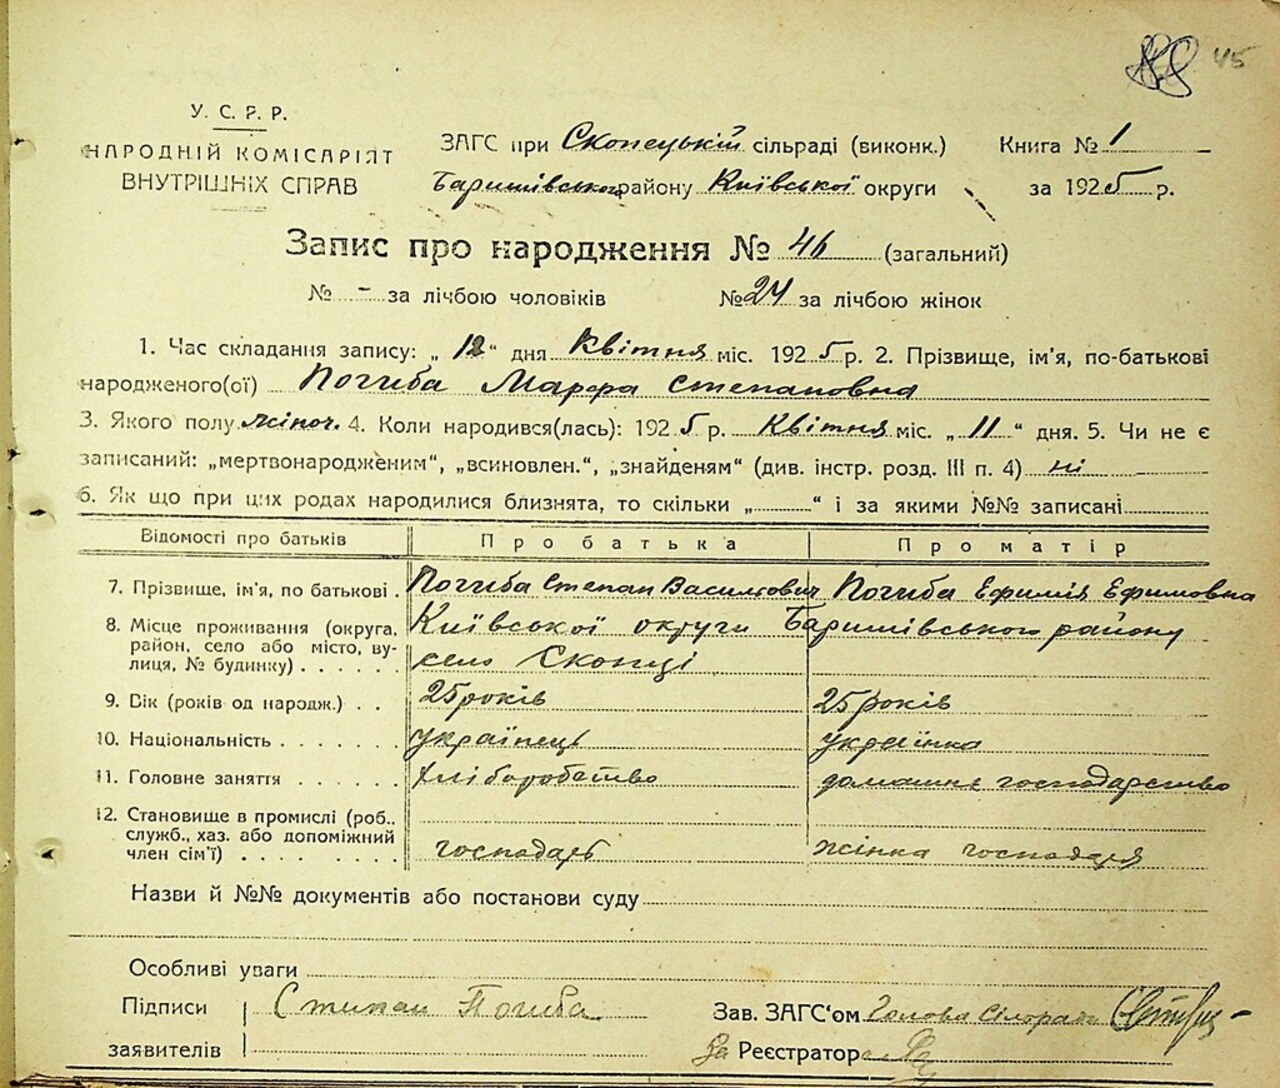 45
У. С. Р. Р.
НАРОДНІЙ КОМІСАРІЯТ
ВНУТРІШНІХ СПРАВ
ЗАГС при Скопецькій сільраді (виконк.) Книга № 1
Баришівського району Київської округи за 1925 р.
Запис про народження № 46 (загальний)
№ - за лічбою чоловіків № 24 за лічбою жінок
1. Час складання запису: „12“ дня Квітня міс. 1925 р. 2. Прізвище, ім'я, по-батькові
народженого(ої) Погиба Марфа Степановна
3. Якого полу жіноч. 4. Коли народився(лась): 1925 р. Квітня міс. „11“ дня. 5. Чи не є
записаний: „мертвонародженим“, „всиновлен.“, „знайденям“ (див. інстр. розд. III п. 4) ні
6. Як що при цих родах народилися близнята, то скільки „ “ і за якими №№ записані
Відомості про батьків Про батька Про матір
7. Прізвище, ім'я, по батькові . Погиба Степан Василєвич Погиба Ефимія Ефимовна
8. Місце проживання (округа, Київської округи Баришівського району
район, село або місто, ву-
лиця, № будинку) . . . . . село Скопці
9. Вік (років од народж.) . . 25 років 25 років
10. Національність . . . . . . . українець українка
11. Головне заняття . . . . . . хліборобство домашнє господарство
12. Становище в промислі (роб.,
служб., хаз. або допоміжний
член сім'ї) . . . . . . . . господарь жінка господаря
Назви й №№ документів або постанови суду
Особливі уваги
Підписи Степан Погиба Зав. ЗАГС'ом Голова Сілради
заявителів За Реєстратора